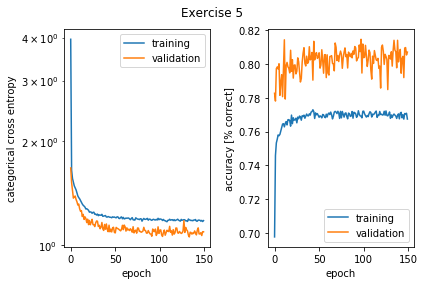 Exercise 5
categorical cross entropy
4 × 10⁰
3 × 10⁰
2 × 10⁰
10⁰
training
validation
0
50
100
150
epoch
accuracy [% correct]
0.82
0.80
0.78
0.76
0.74
0.72
0.70
training
validation
0
50
100
150
epoch